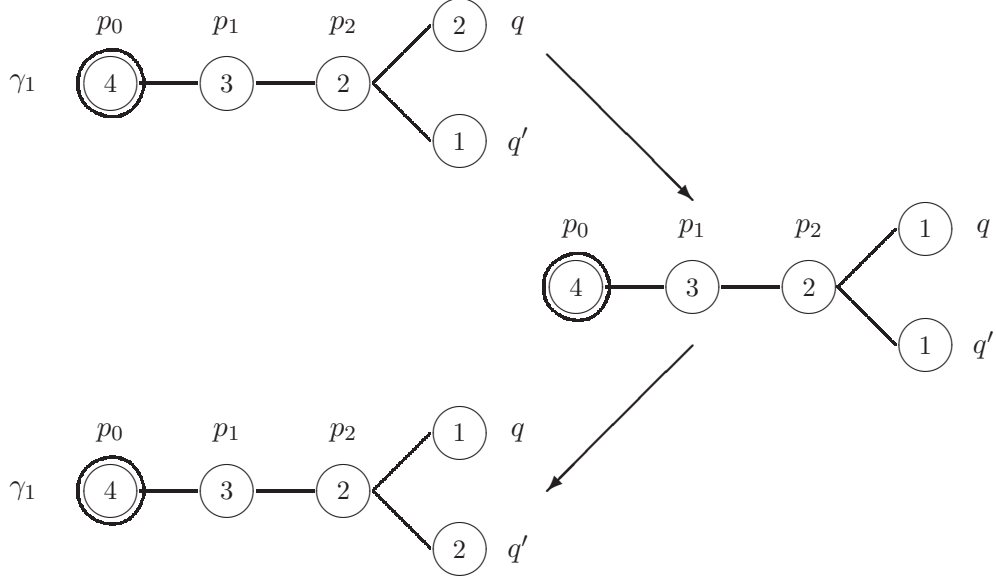 p₀ p₁ p₂ 2 q
γ₁ 4 3 2
1 q′
p₀ p₁ p₂ 1 q
4 3 2
1 q′
p₀ p₁ p₂ 1 q
γ₁ 4 3 2
2 q′